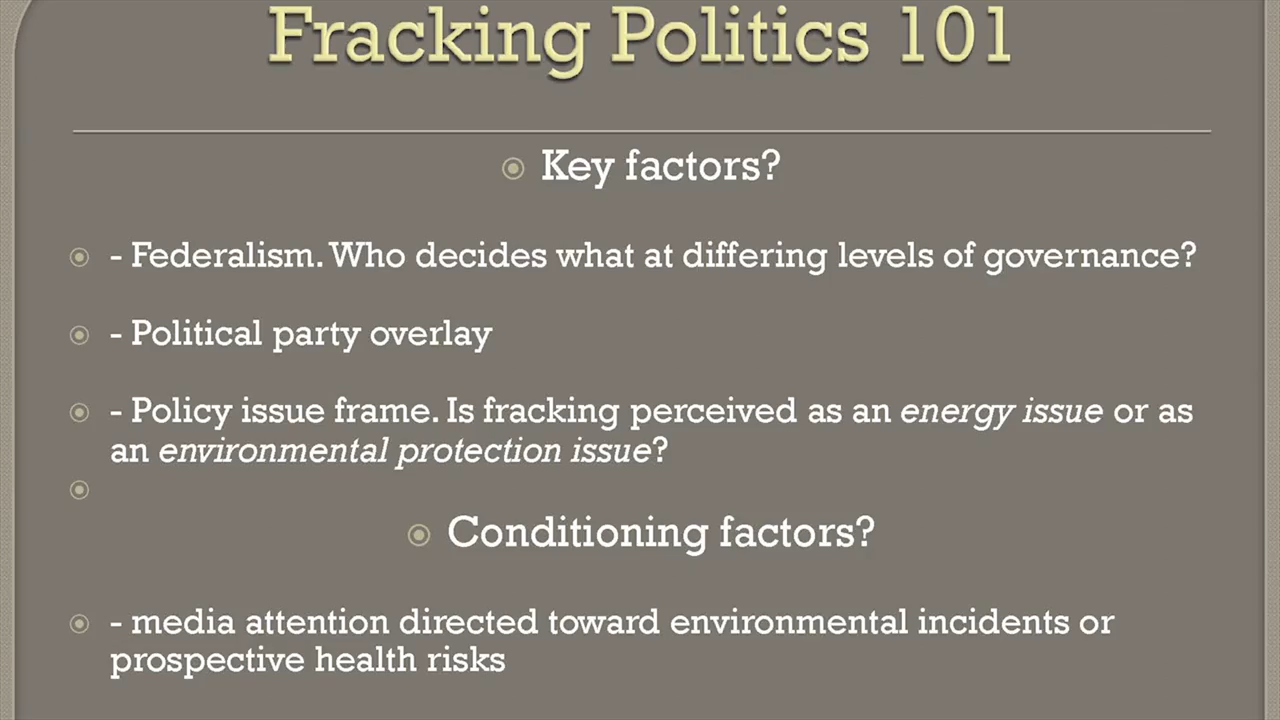 Fracking Politics 101
Key factors?
- Federalism. Who decides what at differing levels of governance?
- Political party overlay
- Policy issue frame. Is fracking perceived as an energy issue or as
an environmental protection issue?
Conditioning factors?
- media attention directed toward environmental incidents or
prospective health risks